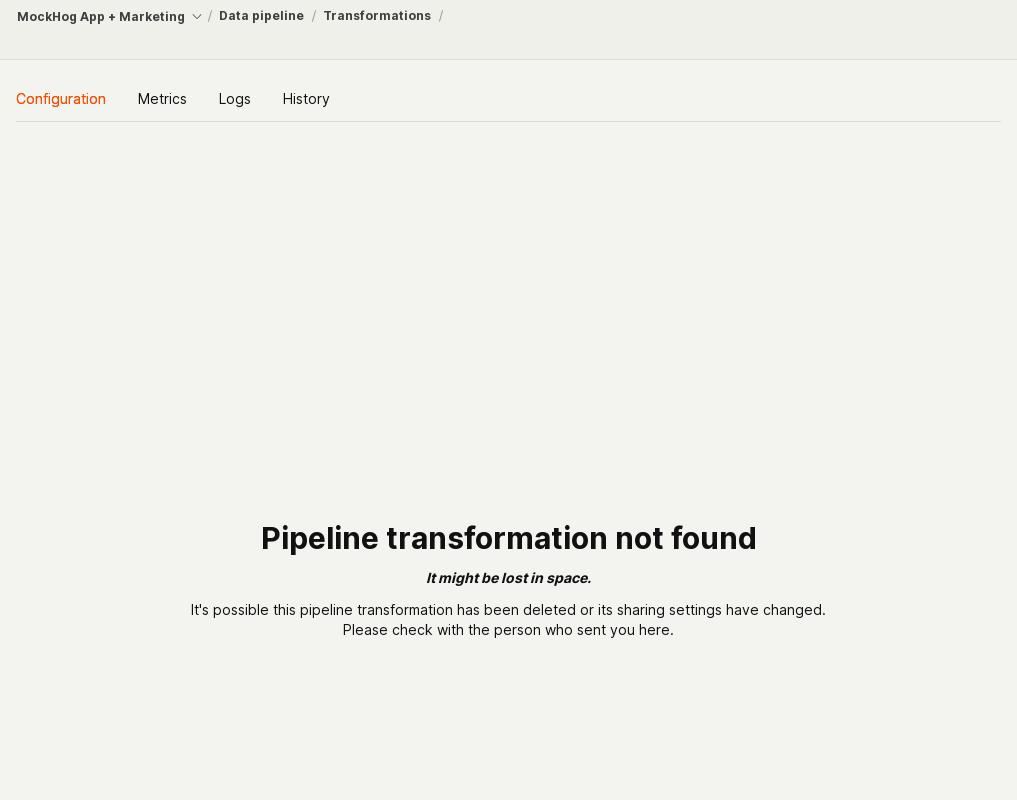 MockHog App + Marketing / Data pipeline / Transformations /
Configuration Metrics Logs History
Pipeline transformation not found
It might be lost in space.
It's possible this pipeline transformation has been deleted or its sharing settings have changed.
Please check with the person who sent you here.